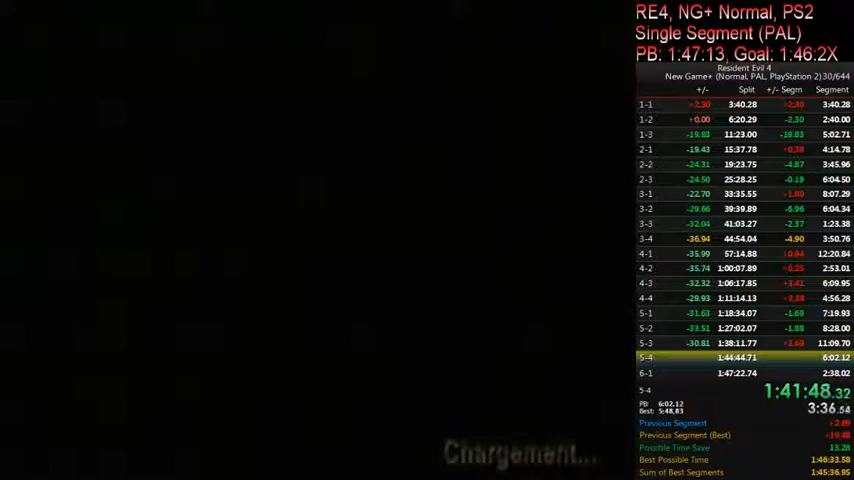 RE4, NG+ Normal, PS2
Single Segment (PAL)
PB: 1:47:13, Goal: 1:46:2X
Resident Evil 4
New Game+ (Normal, PAL, PlayStation 2) 30/644
+/- Split +/- Segm Segment
1-1 +2.30 3:40.28 +2.30 3:40.28
1-2 +0.00 6:20.29 -2.30 2:40.00
1-3 -19.83 11:23.00 -19.83 5:02.71
2-1 -19.43 15:37.78 +0.38 4:14.78
2-2 -24.31 19:23.75 -4.87 3:45.96
2-3 -24.50 25:28.25 -0.19 6:04.50
3-1 -22.70 33:35.55 +1.80 8:07.29
3-2 -29.66 39:39.89 -6.96 6:04.34
3-3 -32.04 41:03.27 -2.37 1:23.38
3-4 -36.94 44:54.04 -4.90 3:50.76
4-1 -35.99 57:14.88 +0.94 12:20.84
4-2 -35.74 1:00:07.89 +0.25 2:53.01
4-3 -32.32 1:06:17.85 +3.41 6:09.95
4-4 -29.93 1:11:14.13 +2.38 4:56.28
5-1 -31.63 1:18:34.07 -1.69 7:19.93
5-2 -33.51 1:27:02.07 -1.88 8:28.00
5-3 -30.81 1:38:11.77 +2.69 11:09.70
5-4 1:44:44.71 6:02.12
6-1 1:47:22.74 2:38.02
5-4 1:41:48.32
PB: 6:02.12
Best: 5:48.83 3:36.54
Previous Segment +2.69
Previous Segment (Best) +10.48
Possible Time Save 13.28
Best Possible Time 1:46:33.58
Sum of Best Segments 1:45:36.95
Chargement...